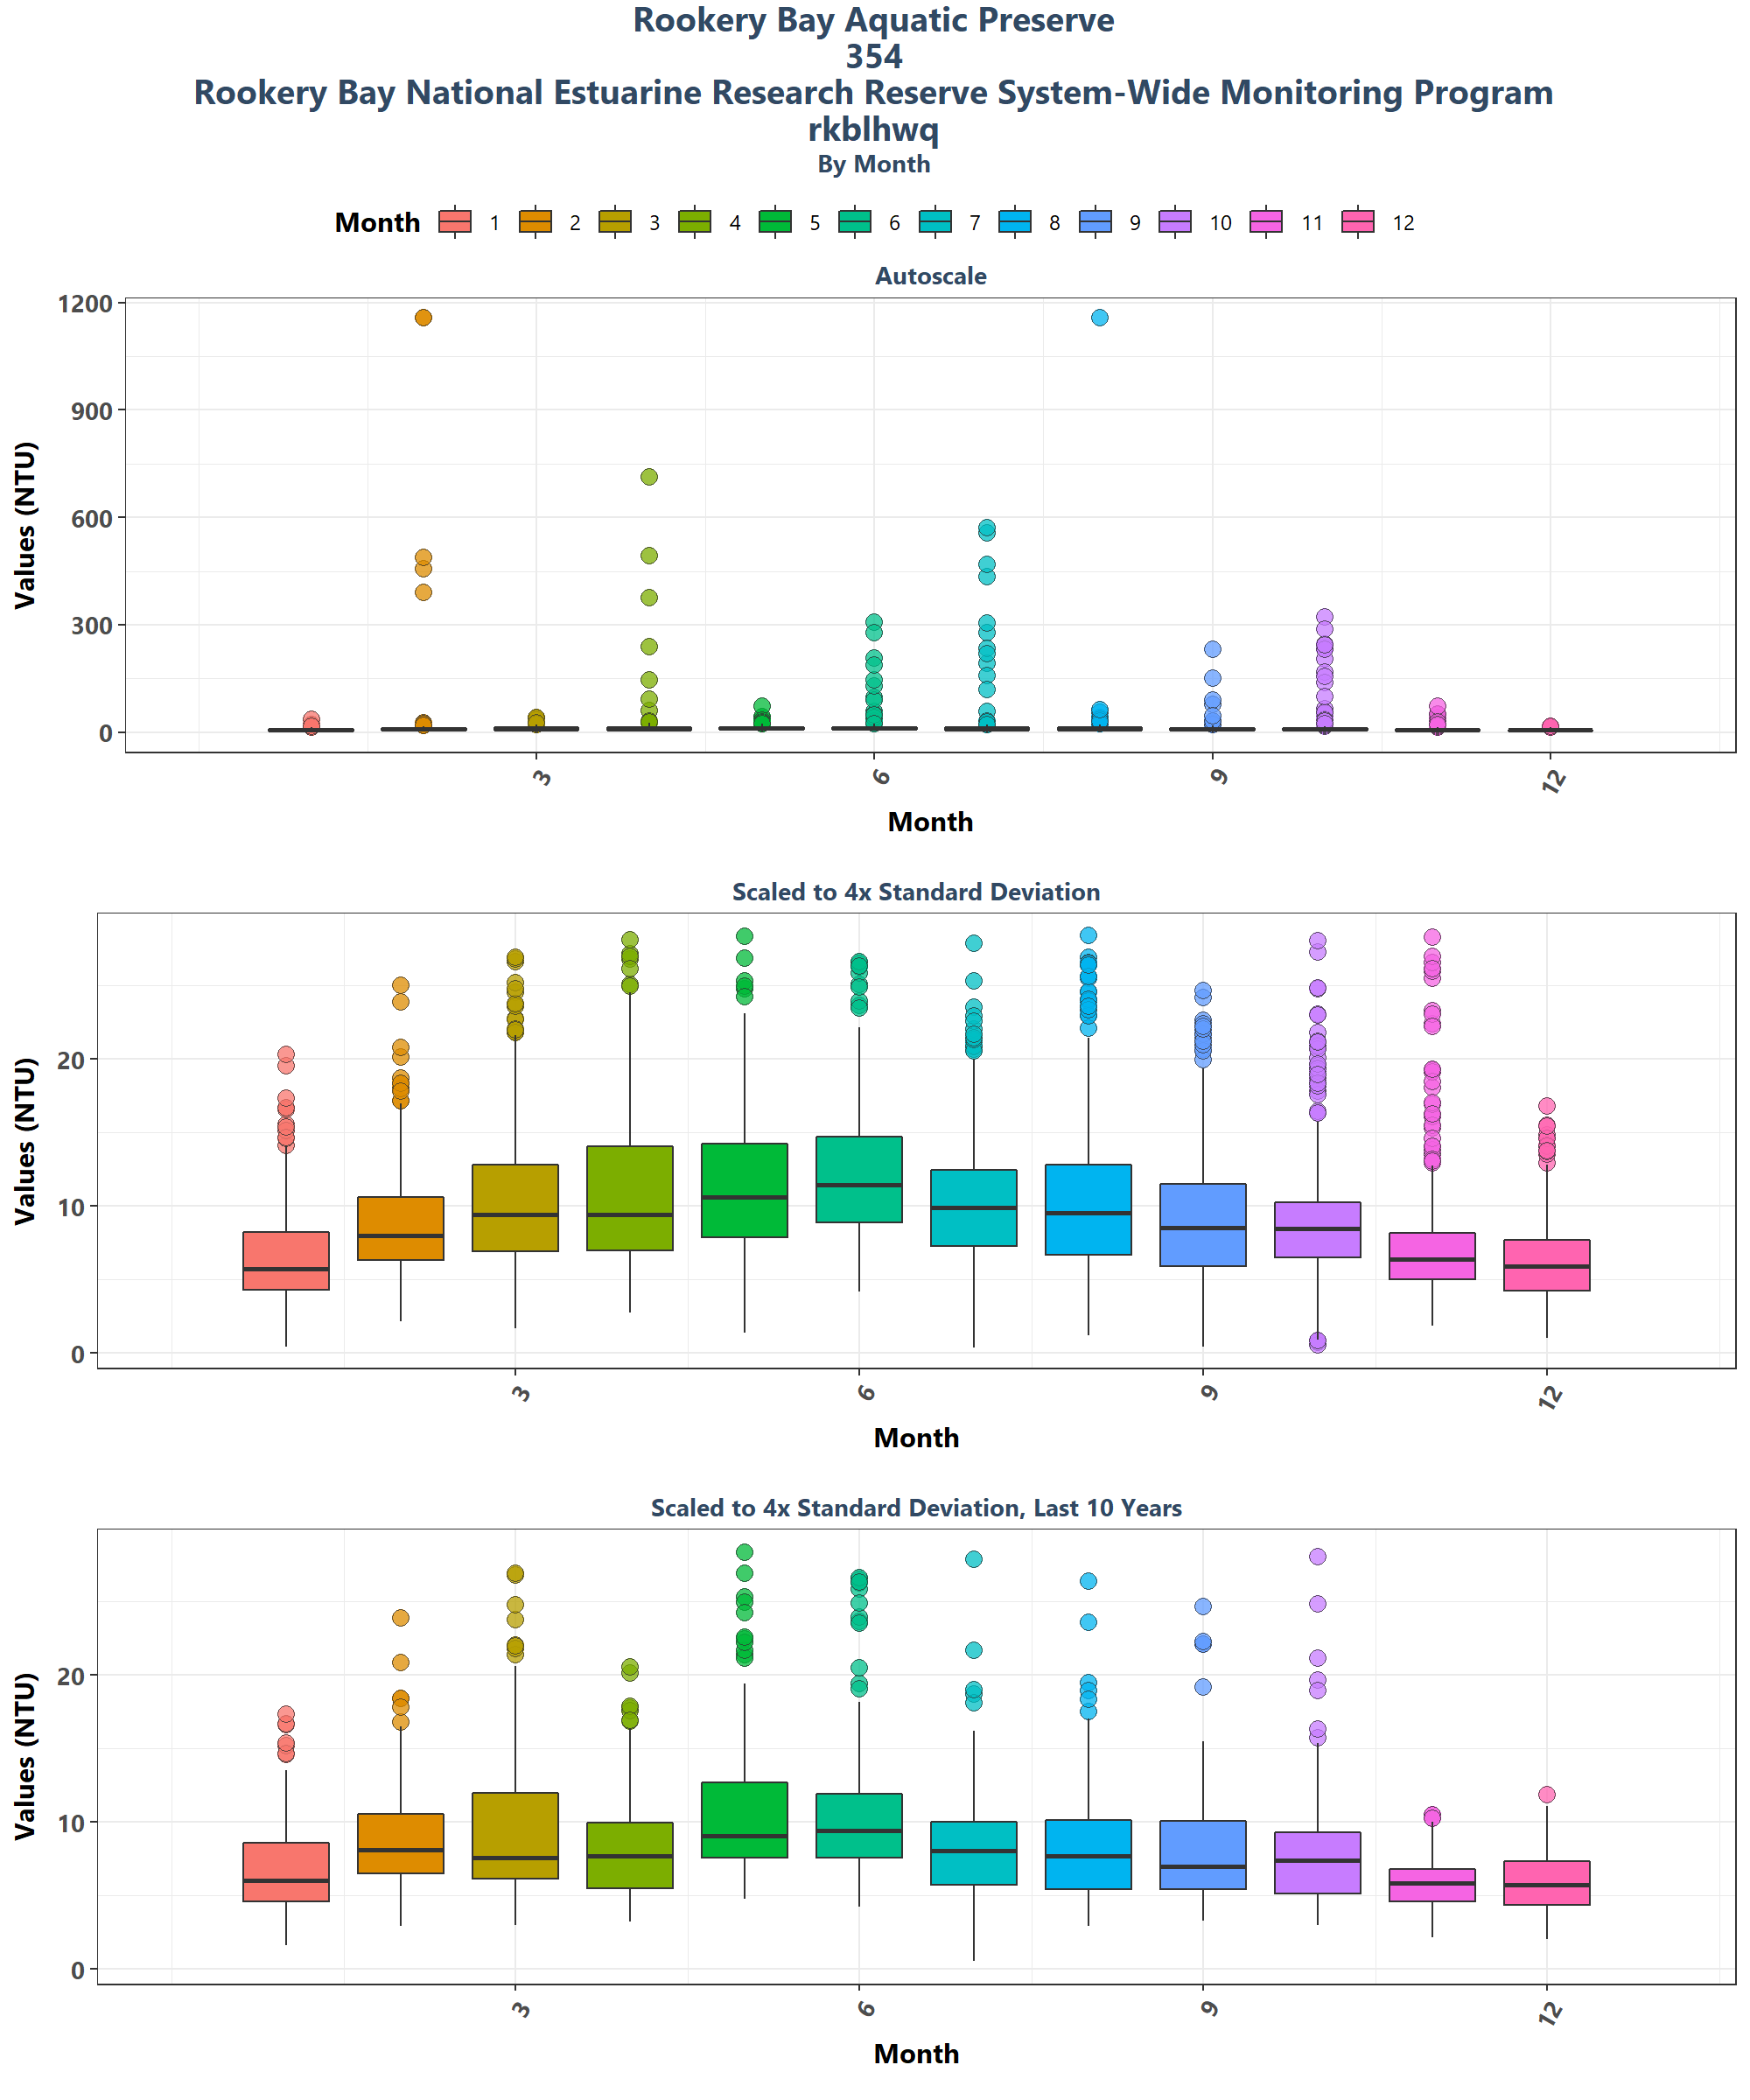 Rookery Bay Aquatic Preserve
354
Rookery Bay National Estuarine Research Reserve System-Wide Monitoring Program
rkblhwq
By Month
Month 1 2 3 4 5 6 7 8 9 10 11 12
Autoscale
Values (NTU)
1200
900
600
300
0
3 6 9 12
Month
Scaled to 4x Standard Deviation
Values (NTU)
20
10
0
3 6 9 12
Month
Scaled to 4x Standard Deviation, Last 10 Years
Values (NTU)
20
10
0
3 6 9 12
Month